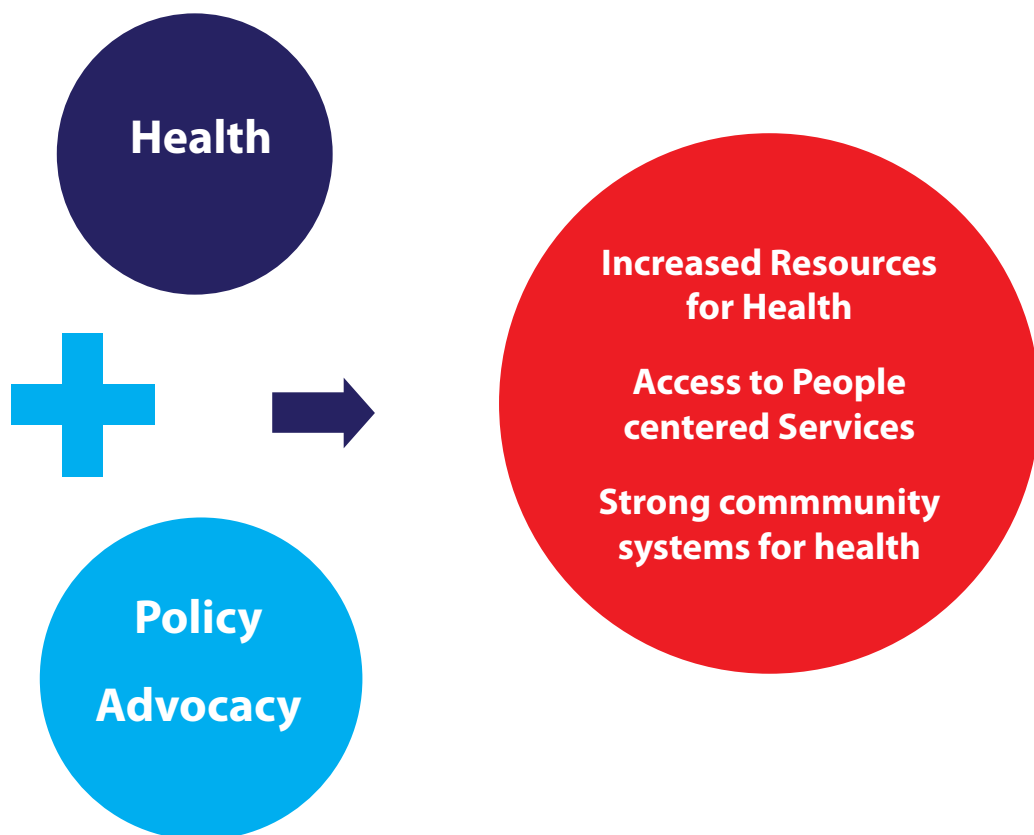 Health
Policy
Advocacy
Increased Resources
for Health
Access to People
centered Services
Strong commmunity
systems for health